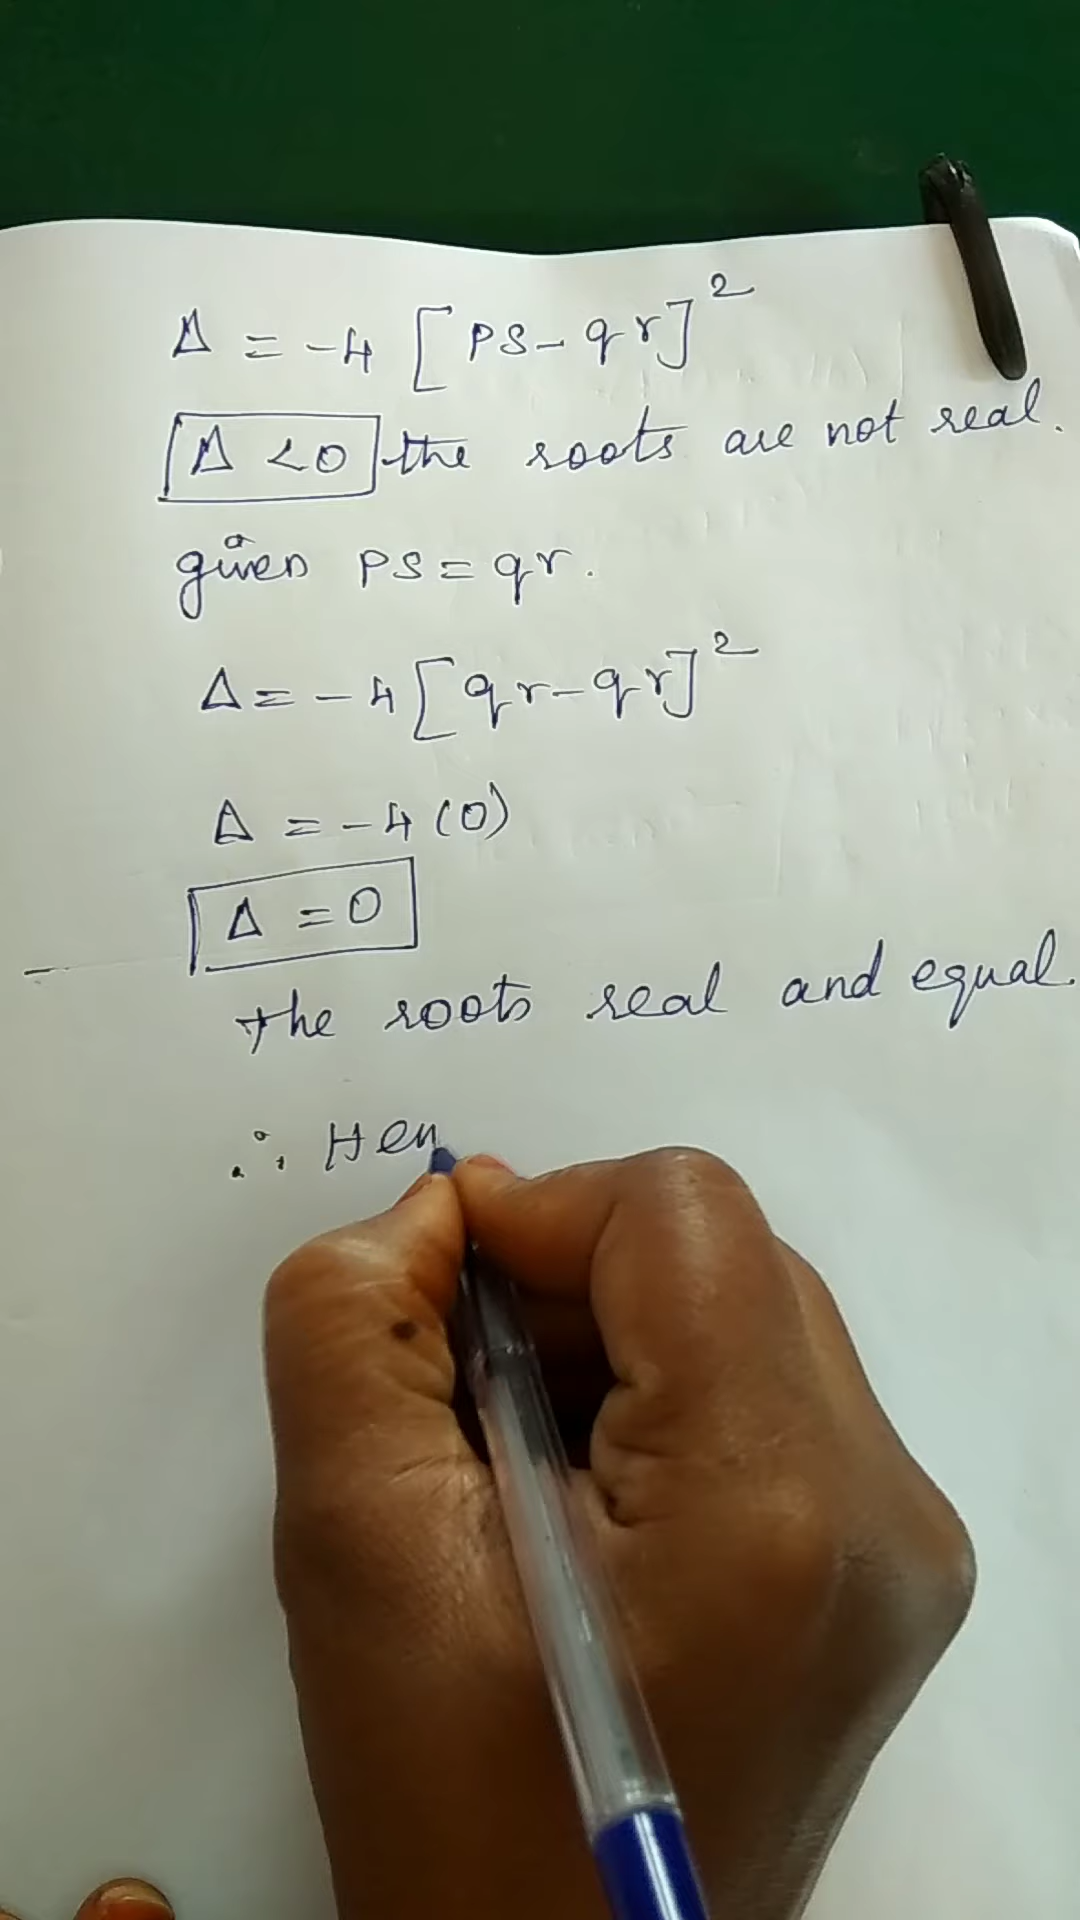 Δ = -4 [PS - qr]²
Δ < 0 the roots are not real.
given PS = qr.
Δ = -4 [qr - qr]²
Δ = -4 (0)
Δ = 0
The roots real and equal.
∴ Hen